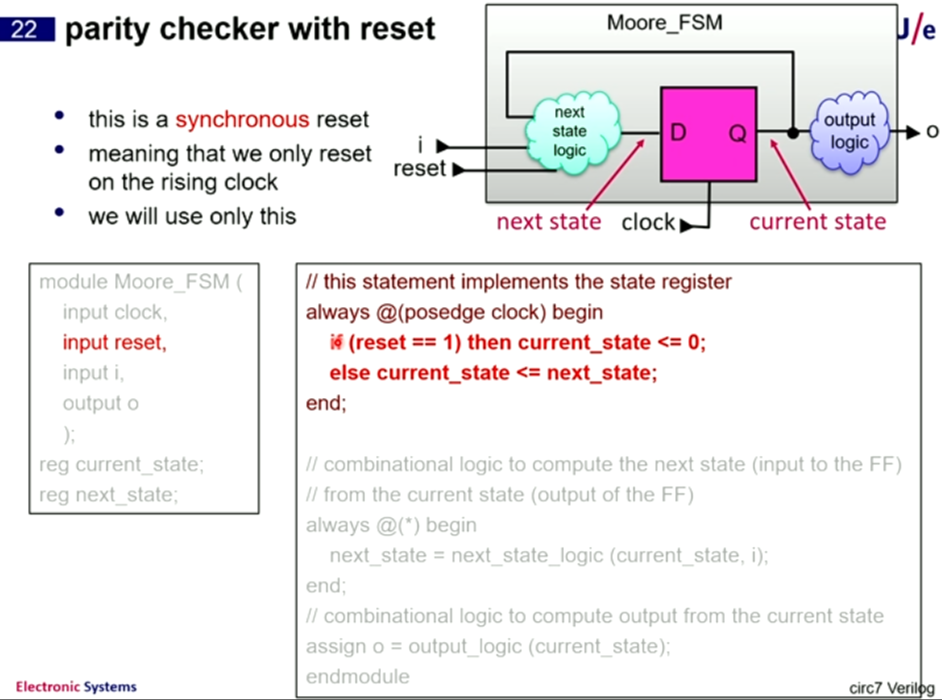 22 parity checker with reset
J/e
• this is a synchronous reset
• meaning that we only reset
on the rising clock
• we will use only this
Moore_FSM
next
state
logic
D Q
output
logic
i
reset
o
next state
clock
current state
module Moore_FSM (
input clock,
input reset,
input i,
output o
);
reg current_state;
reg next_state;
// this statement implements the state register
always @(posedge clock) begin
if (reset == 1) then current_state <= 0;
else current_state <= next_state;
end;
// combinational logic to compute the next state (input to the FF)
// from the current state (output of the FF)
always @(*) begin
next_state = next_state_logic (current_state, i);
end;
// combinational logic to compute output from the current state
assign o = output_logic (current_state);
endmodule
Electronic Systems
circ7 Verilog